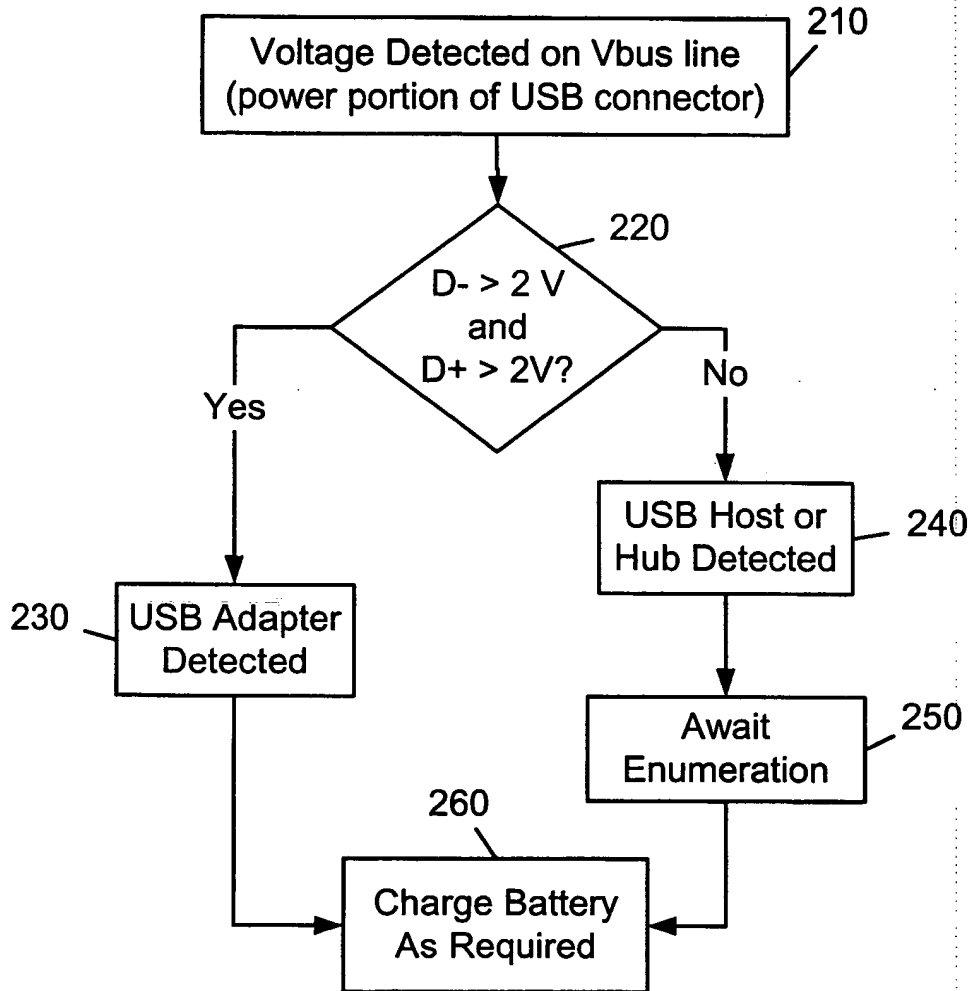 210
Voltage Detected on Vbus line
(power portion of USB connector)
220
D- > 2 V
and
D+ > 2V?
Yes
No
USB Host or
Hub Detected
240
230
USB Adapter
Detected
Await
Enumeration
250
260
Charge Battery
As Required